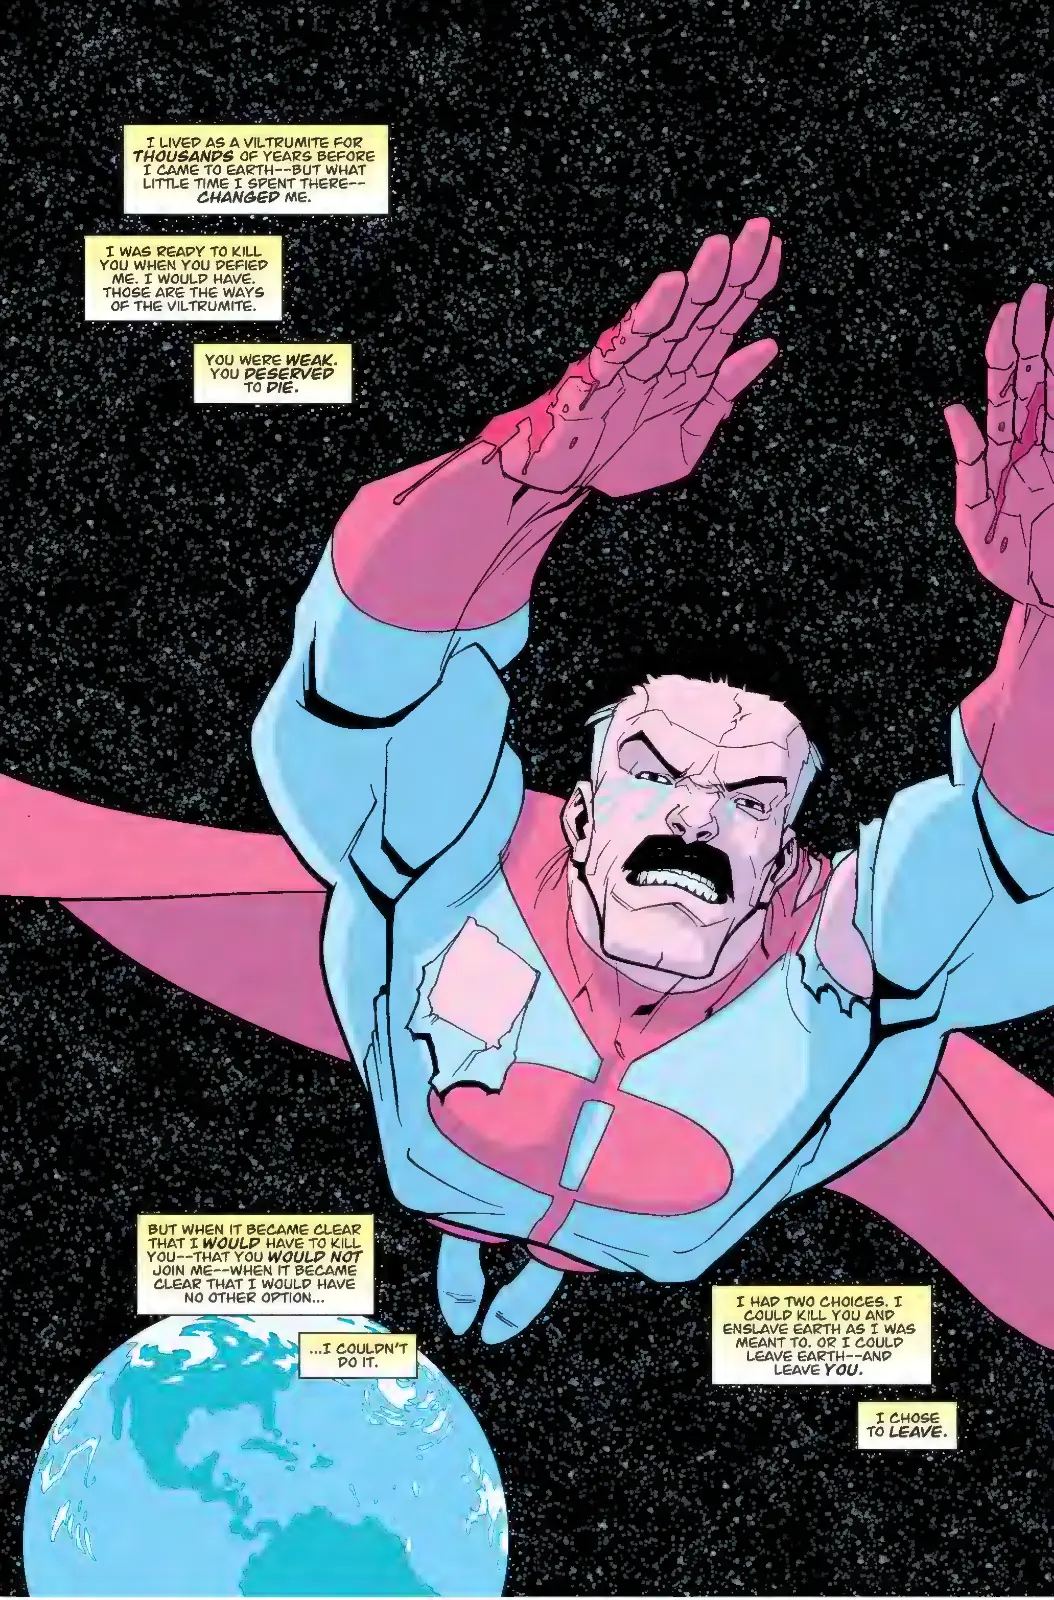 I LIVED AS A VILTRUMITE FOR
THOUSANDS OF YEARS BEFORE
I CAME TO EARTH--BUT WHAT
LITTLE TIME I SPENT THERE--
CHANGED ME.
I WAS READY TO KILL
YOU WHEN YOU DEFIED
ME. I WOULD HAVE.
THOSE ARE THE WAYS
OF THE VILTRUMITE.
YOU WERE WEAK.
YOU DESERVED
TO DIE.
BUT WHEN IT BECAME CLEAR
THAT I WOULD HAVE TO KILL
YOU--THAT YOU WOULD NOT
JOIN ME--WHEN IT BECAME
CLEAR THAT I WOULD HAVE
NO OTHER OPTION...
...I COULDN'T
DO IT.
I HAD TWO CHOICES. I
COULD KILL YOU AND
ENSLAVE EARTH AS I WAS
MEANT TO. OR I COULD
LEAVE EARTH--AND
LEAVE YOU.
I CHOSE
TO LEAVE.